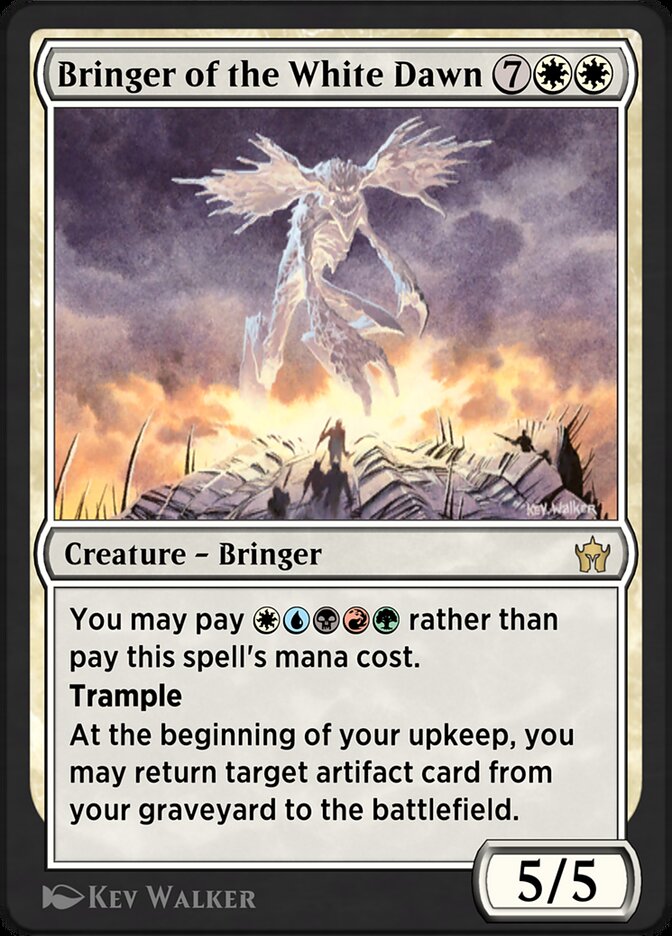 Bringer of the White Dawn 7
KEV WALKER
Creature – Bringer
You may pay rather than
pay this spell's mana cost.
Trample
At the beginning of your upkeep, you
may return target artifact card from
your graveyard to the battlefield.
5/5
KEV WALKER